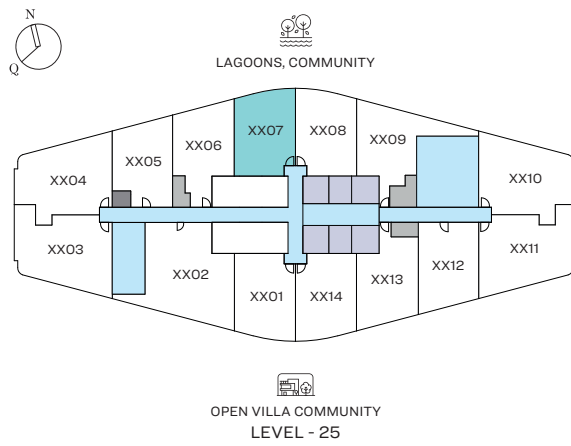 N
Q
LAGOONS, COMMUNITY
XX07
XX08
XX06
XX09
XX05
XX04
XX10
XX03
XX02
XX01
XX14
XX13
XX12
XX11
OPEN VILLA COMMUNITY
LEVEL - 25